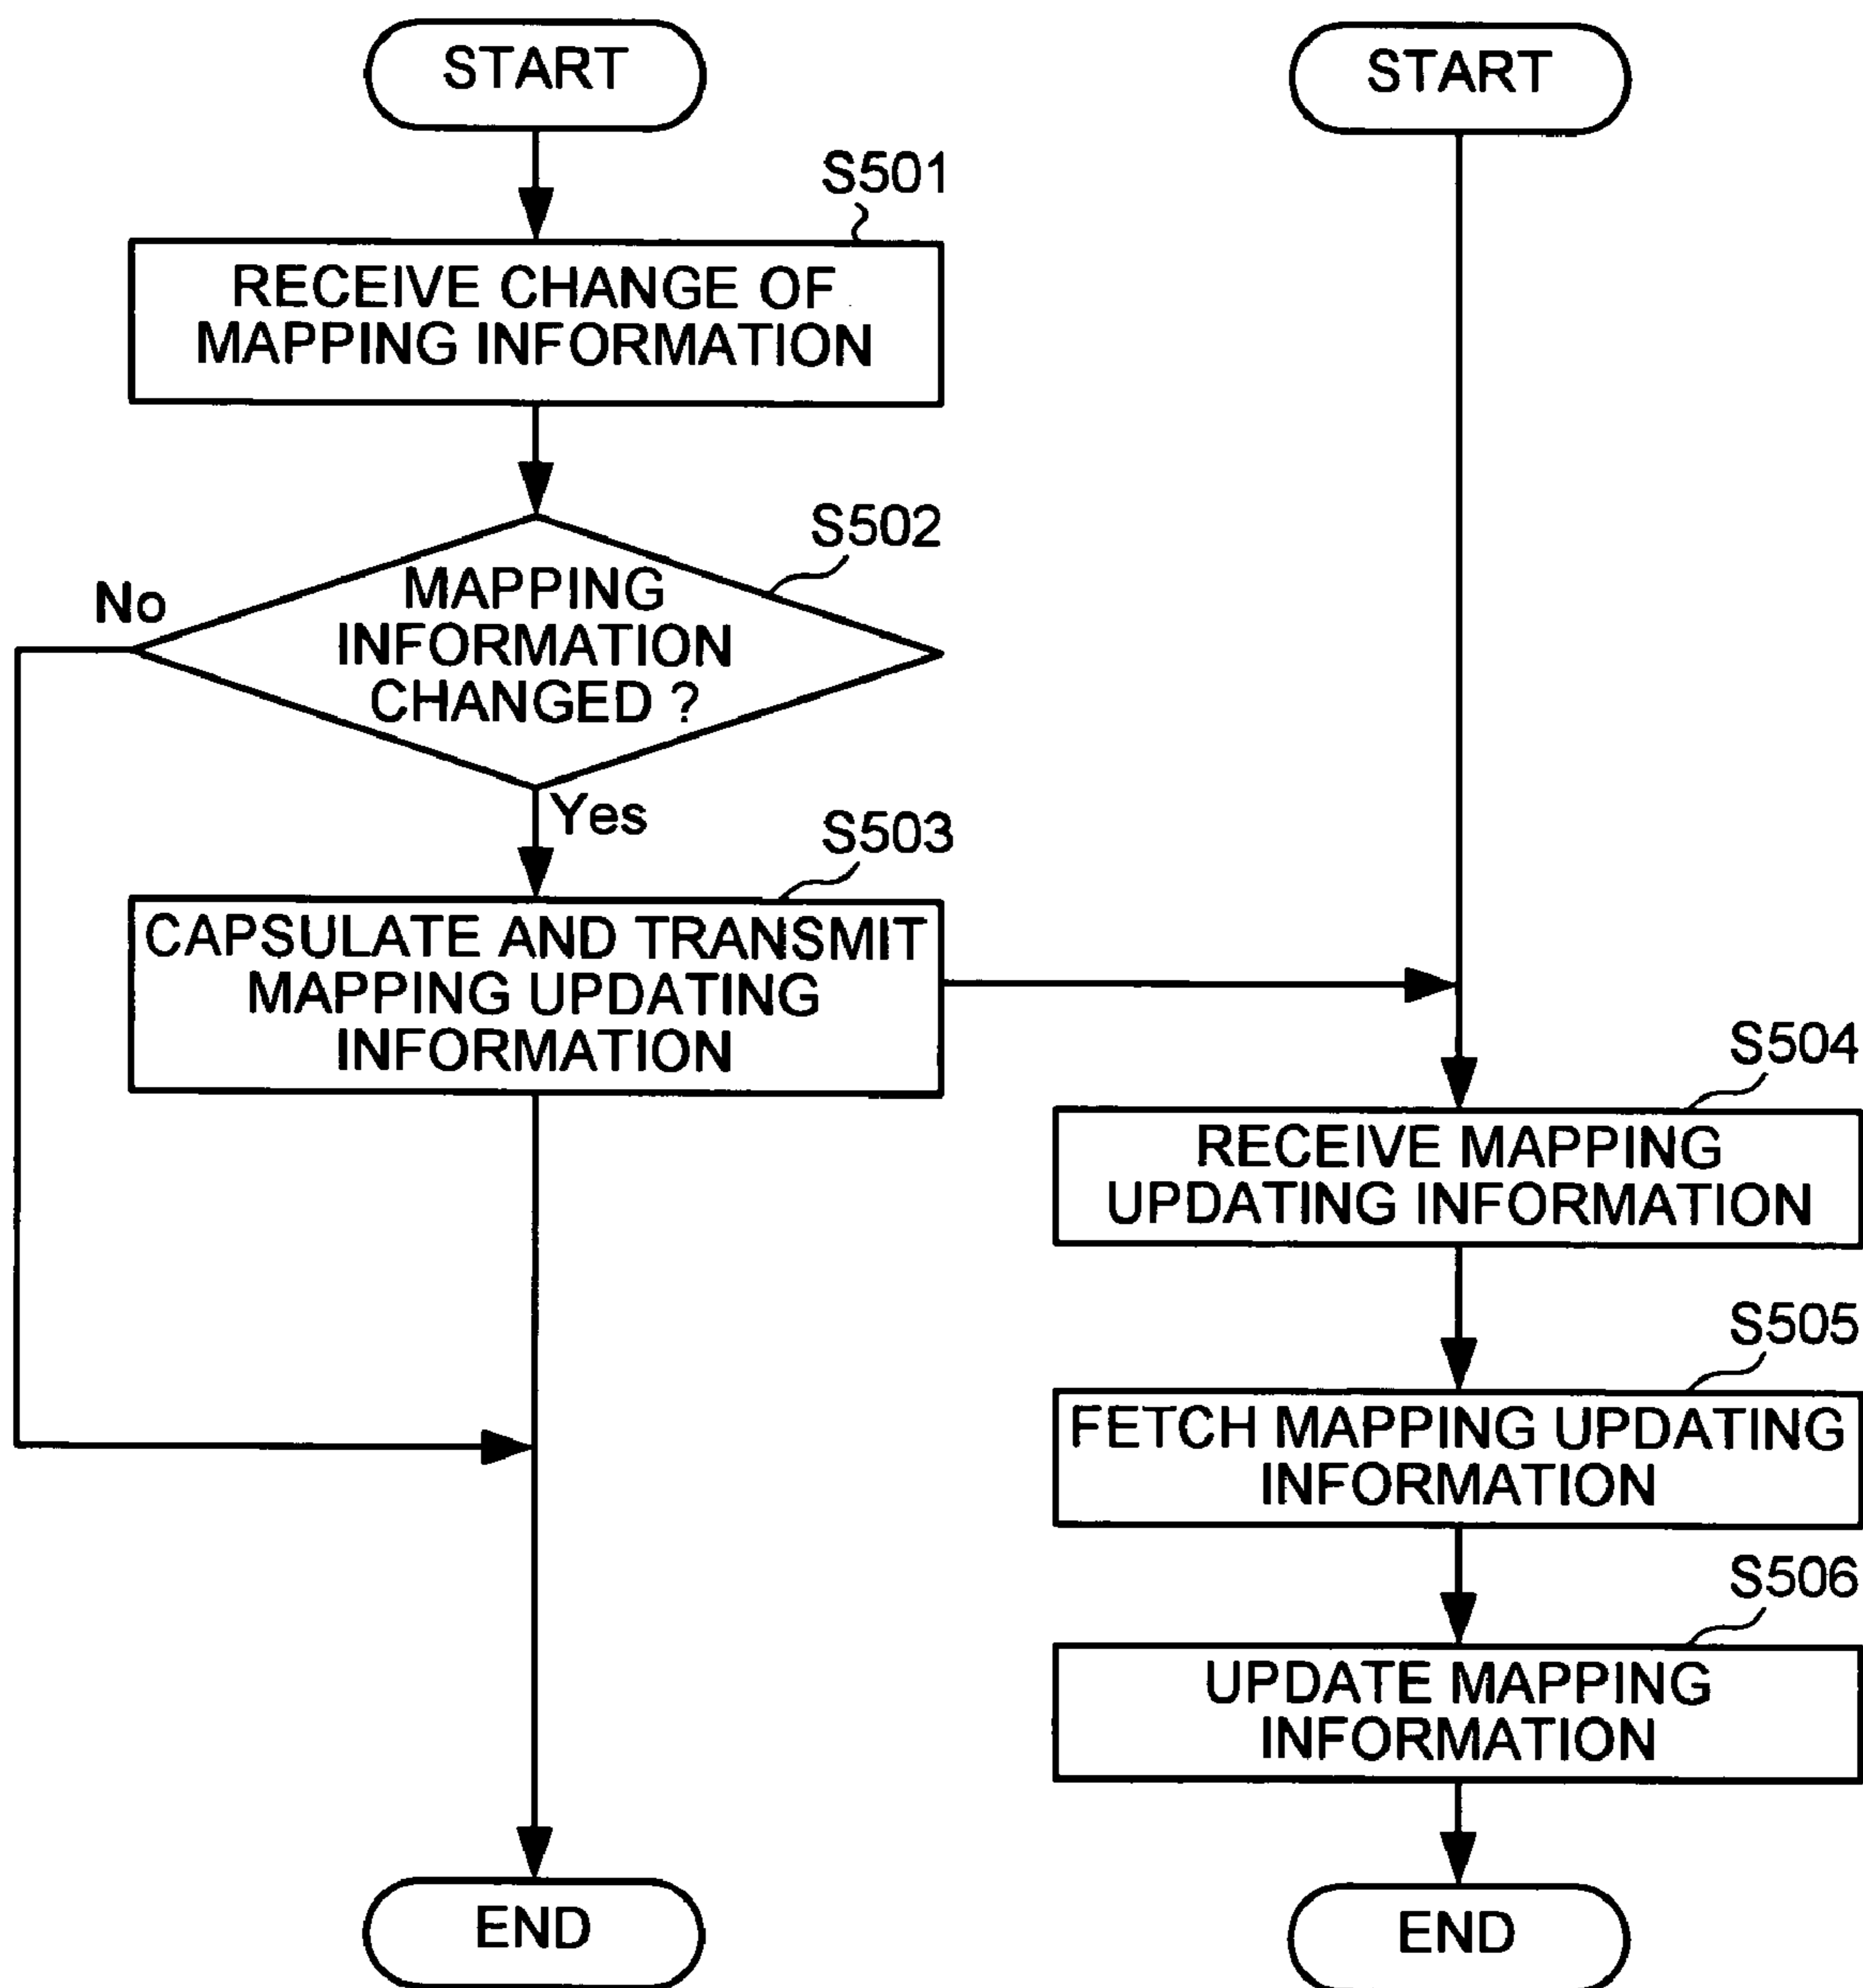 START
S501
RECEIVE CHANGE OF
MAPPING INFORMATION
S502
No
MAPPING
INFORMATION
CHANGED ?
Yes
S503
CAPSULATE AND TRANSMIT
MAPPING UPDATING
INFORMATION
END
START
S504
RECEIVE MAPPING
UPDATING INFORMATION
S505
FETCH MAPPING UPDATING
INFORMATION
S506
UPDATE MAPPING
INFORMATION
END